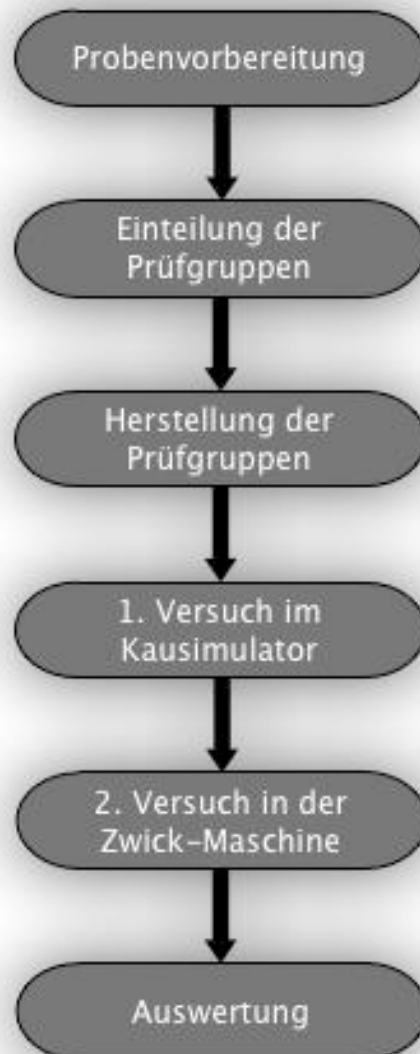 Probenvorbereitung
Einteilung der
Prüfgruppen
Herstellung der
Prüfgruppen
1. Versuch im
Kausimulator
2. Versuch in der
Zwick-Maschine
Auswertung